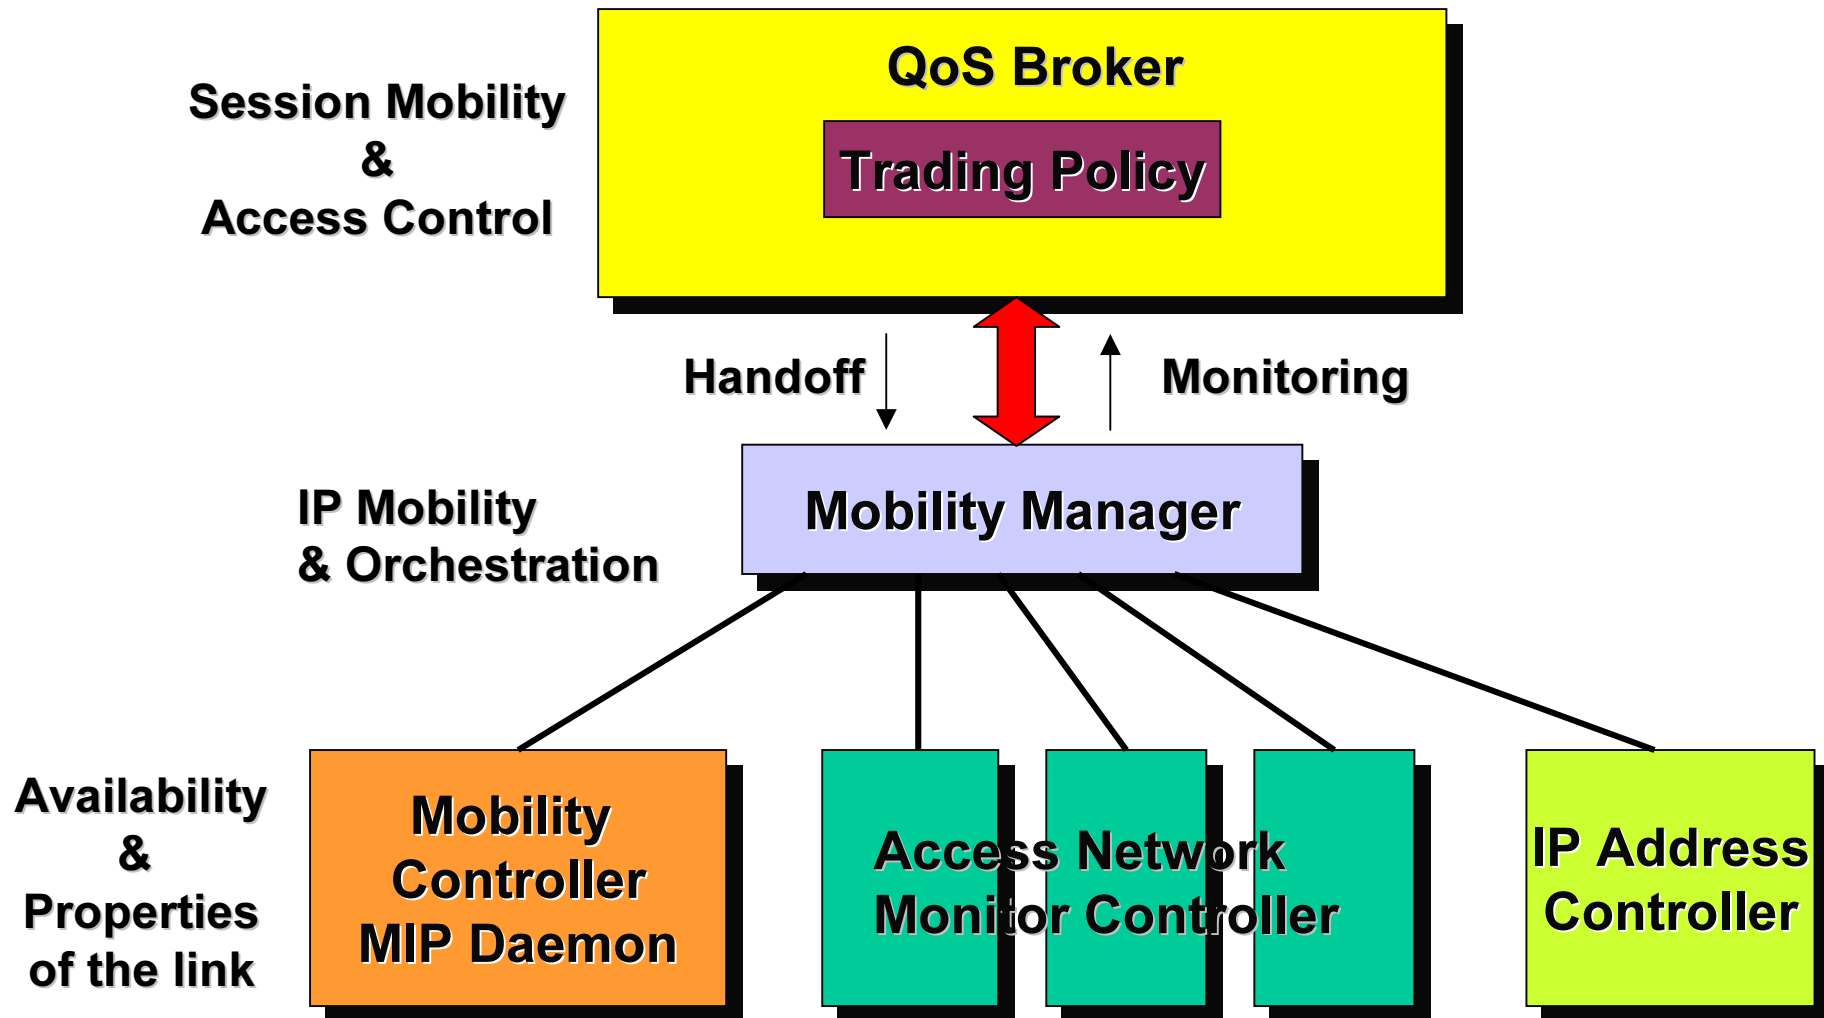 QoS Broker
Trading Policy
Session Mobility
&
Access Control
Handoff
Monitoring
Mobility Manager
IP Mobility
& Orchestration
Availability
&
Properties
of the link
Mobility
Controller
MIP Daemon
Access Network
Monitor Controller
IP Address
Controller